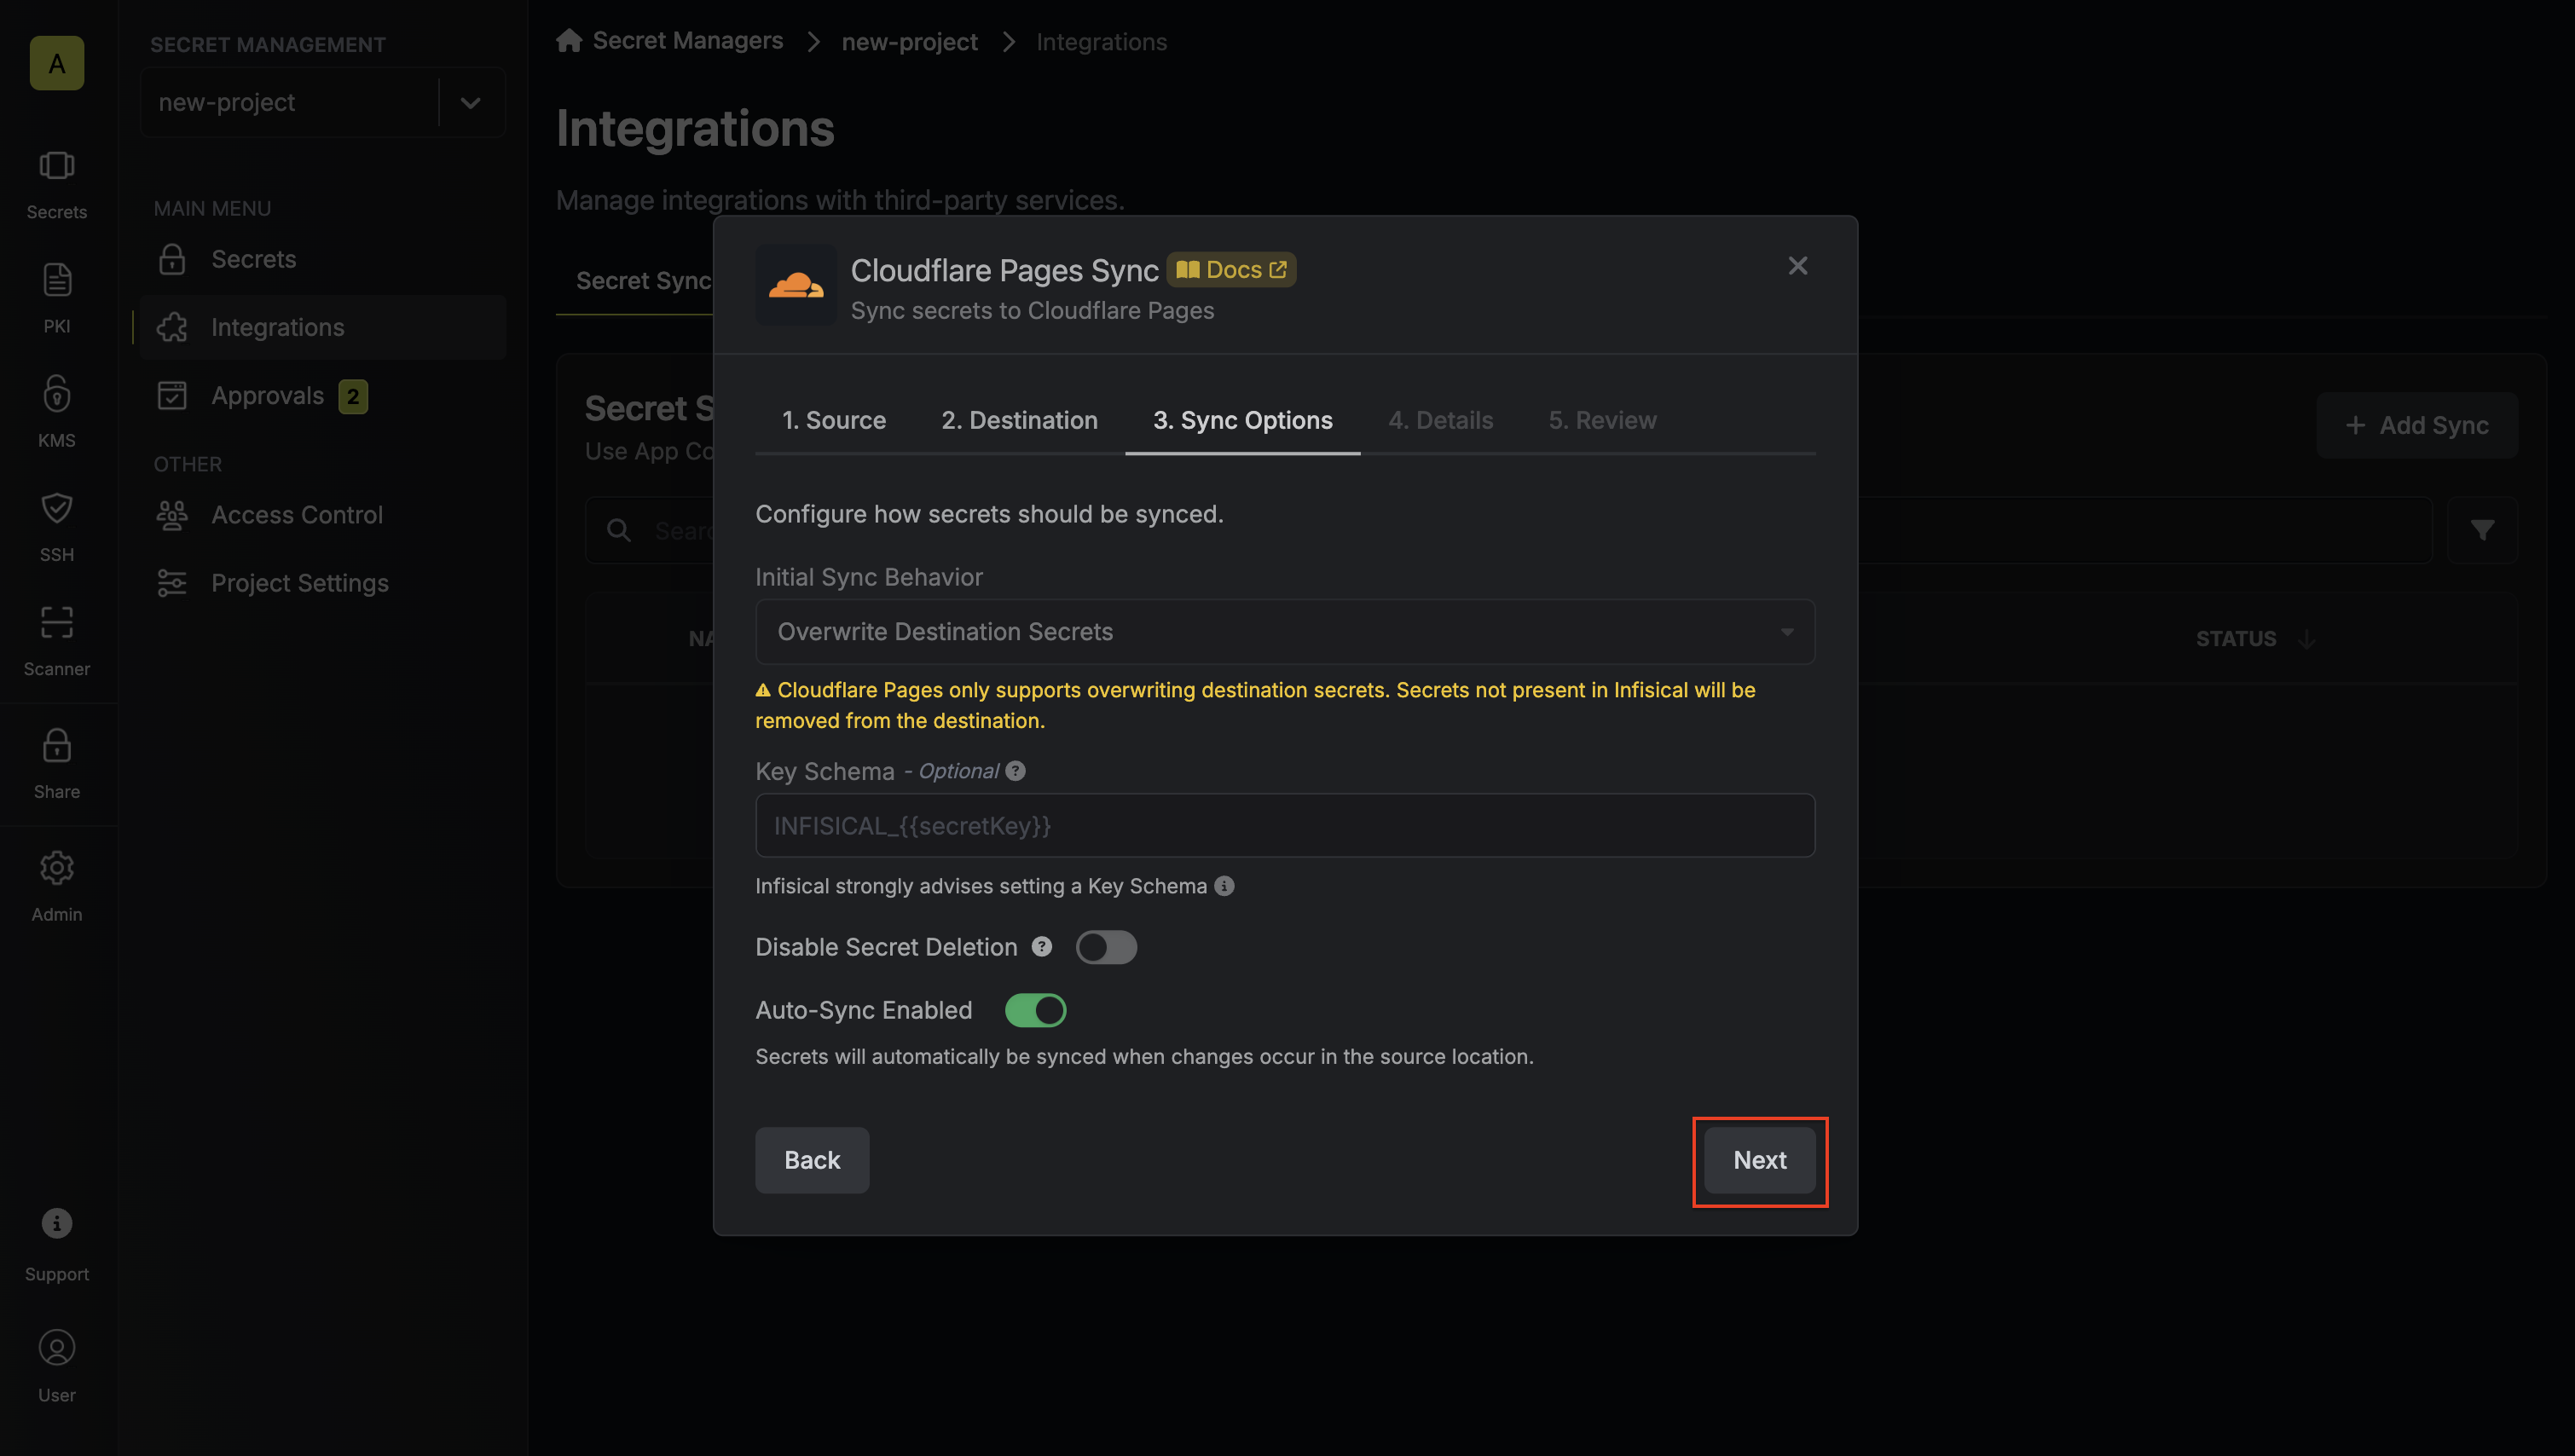 A
Secrets
PKI
KMS
SSH
Scanner
Share
Admin
Support
User
SECRET MANAGEMENT
new-project
MAIN MENU
Secrets
Integrations
Approvals 2
OTHER
Access Control
Project Settings
Secret Managers
new-project
Integrations
Integrations
Manage integrations with third-party services.
Secret Sync
Secret S
Use App Co
Add Sync
Sear
NA
STATUS
Cloudflare Pages Sync Docs
Sync secrets to Cloudflare Pages
1. Source
2. Destination
3. Sync Options
4. Details
5. Review
Configure how secrets should be synced.
Initial Sync Behavior
Overwrite Destination Secrets
Cloudflare Pages only supports overwriting destination secrets. Secrets not present in Infisical will be
removed from the destination.
Key Schema - Optional ?
INFISICAL_{{secretKey}}
Infisical strongly advises setting a Key Schema
Disable Secret Deletion ?
Auto-Sync Enabled
Secrets will automatically be synced when changes occur in the source location.
Back
Next